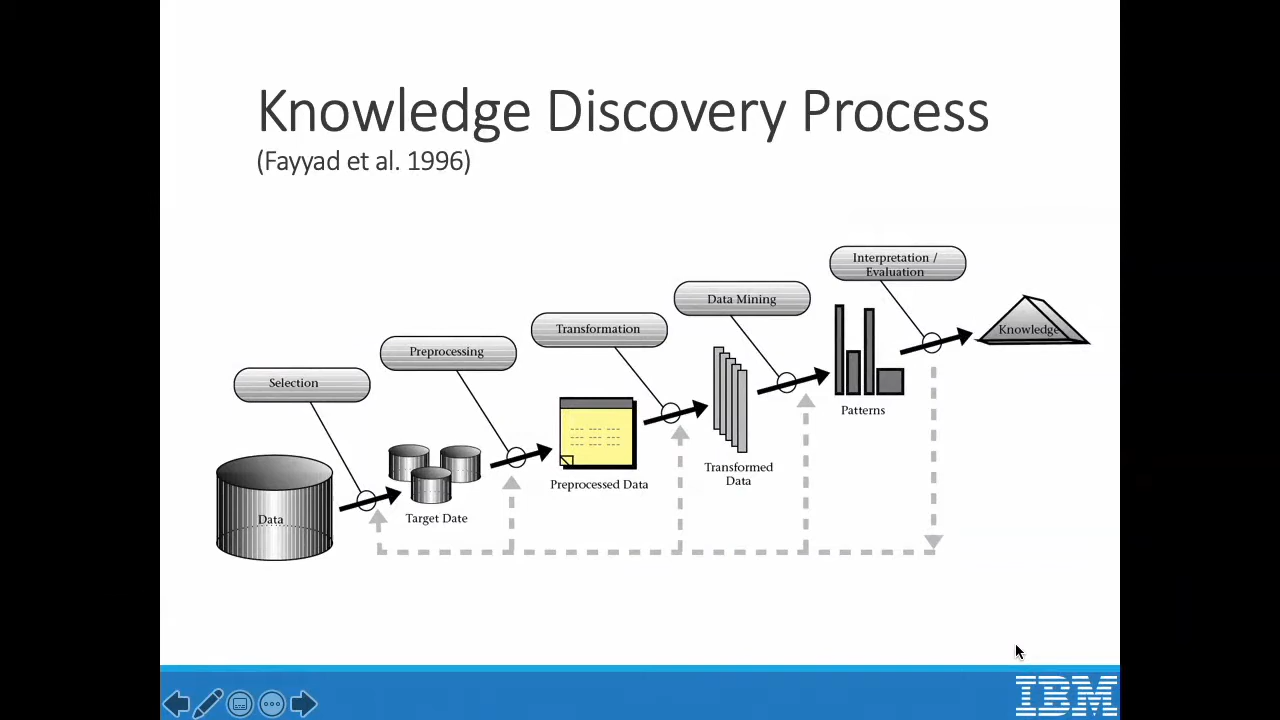 Knowledge Discovery Process
(Fayyad et al. 1996)
Interpretation /
Evaluation
Data Mining
Transformation
Preprocessing
Selection
Knowledge
Patterns
Transformed
Data
Preprocessed Data
Target Date
Data
IBM